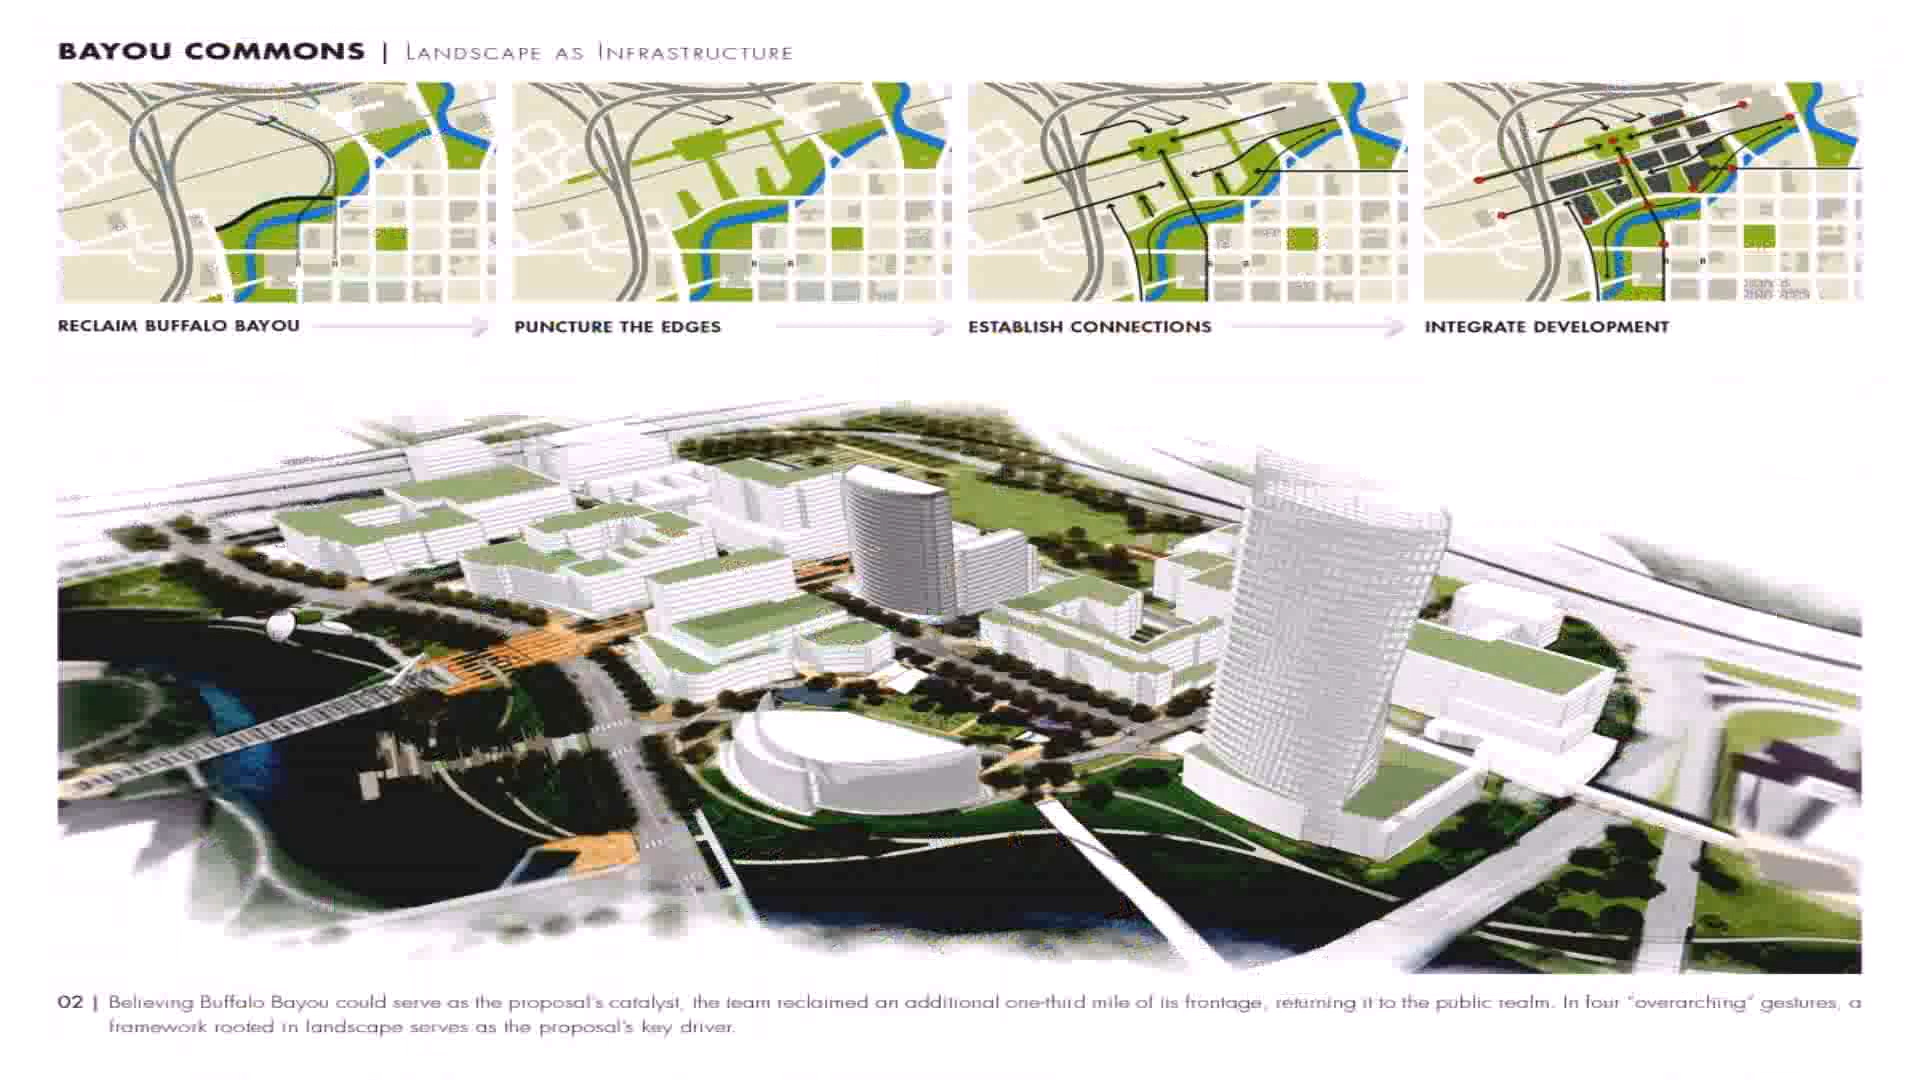 BAYOU COMMONS | LANDSCAPE AS INFRASTRUCTURE
RECLAIM BUFFALO BAYOU
PUNCTURE THE EDGES
ESTABLISH CONNECTIONS
INTEGRATE DEVELOPMENT
02 | Believing Buffalo Bayou could serve as the proposal's catalyst, the team reclaimed an additional one-third mile of its frontage, returning it to the public realm. In four "overarching" gestures, a
framework rooted in landscape serves as the proposal's key driver.